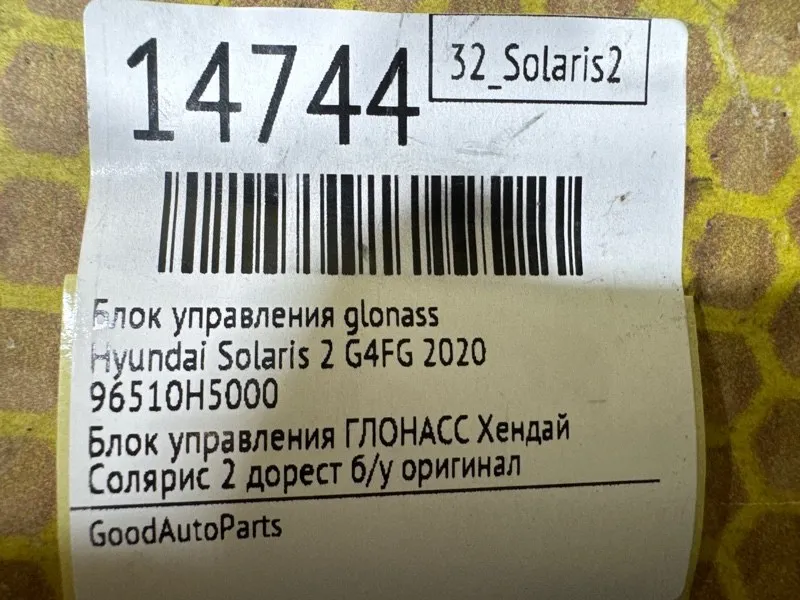 14744
32_Solaris2
Блок управления glonass
Hyundai Solaris 2 G4FG 2020
96510H5000
Блок управления ГЛОНАСС Хендай
Солярис 2 дорест б/у оригинал
GoodAutoParts